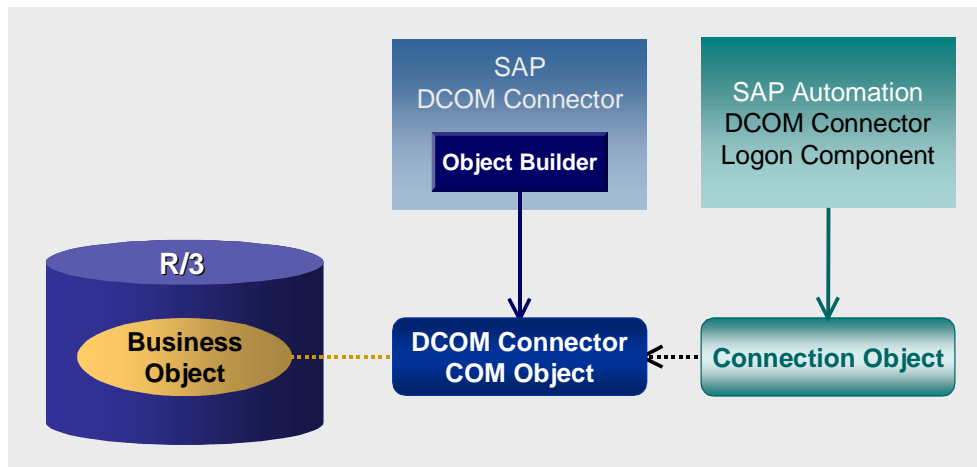 SAP
DCOM Connector
Object Builder
SAP Automation
DCOM Connector
Logon Component
R/3
Business
Object
DCOM Connector
COM Object
Connection Object